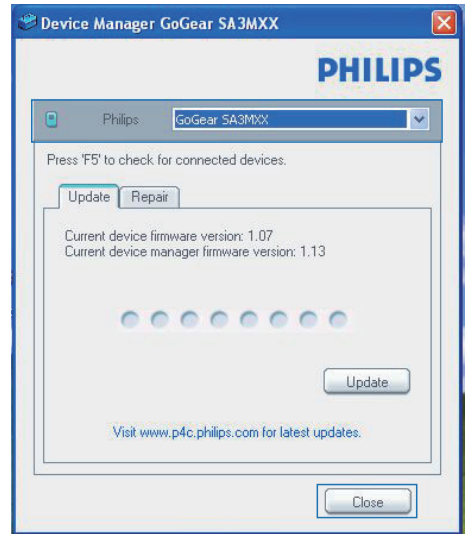 Device Manager GoGear SA3MXX
PHILIPS
Philips GoGear SA3MXX
Press 'F5' to check for connected devices.
Update Repair
Current device firmware version: 1.07
Current device manager firmware version: 1.13
Update
Visit www.p4c.philips.com for latest updates.
Close